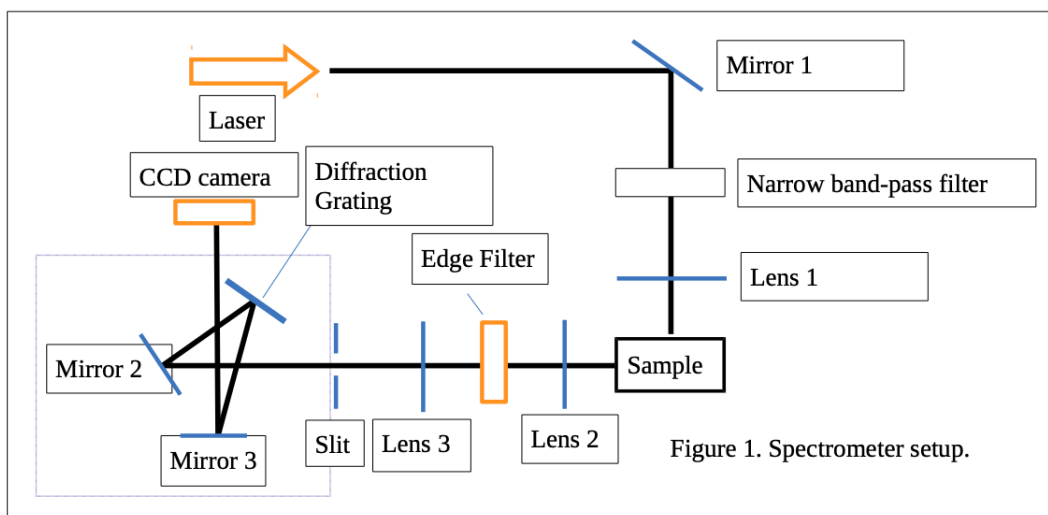 Mirror 1
Laser
Diffraction
Grating
CCD camera
Narrow band-pass filter
Edge Filter
Lens 1
Mirror 2
Sample
Slit
Lens 3
Lens 2
Mirror 3
Figure 1. Spectrometer setup.